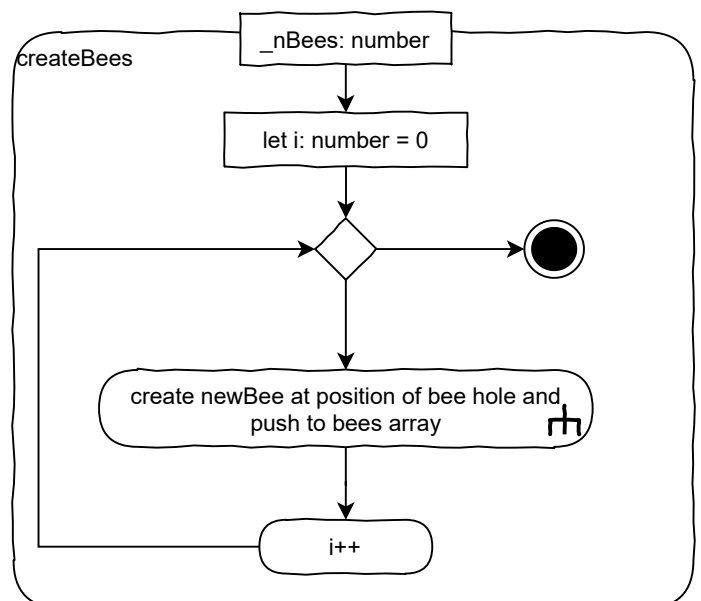 _nBees: number
createBees
let i: number = 0
create newBee at position of bee hole and
push to bees array
i++